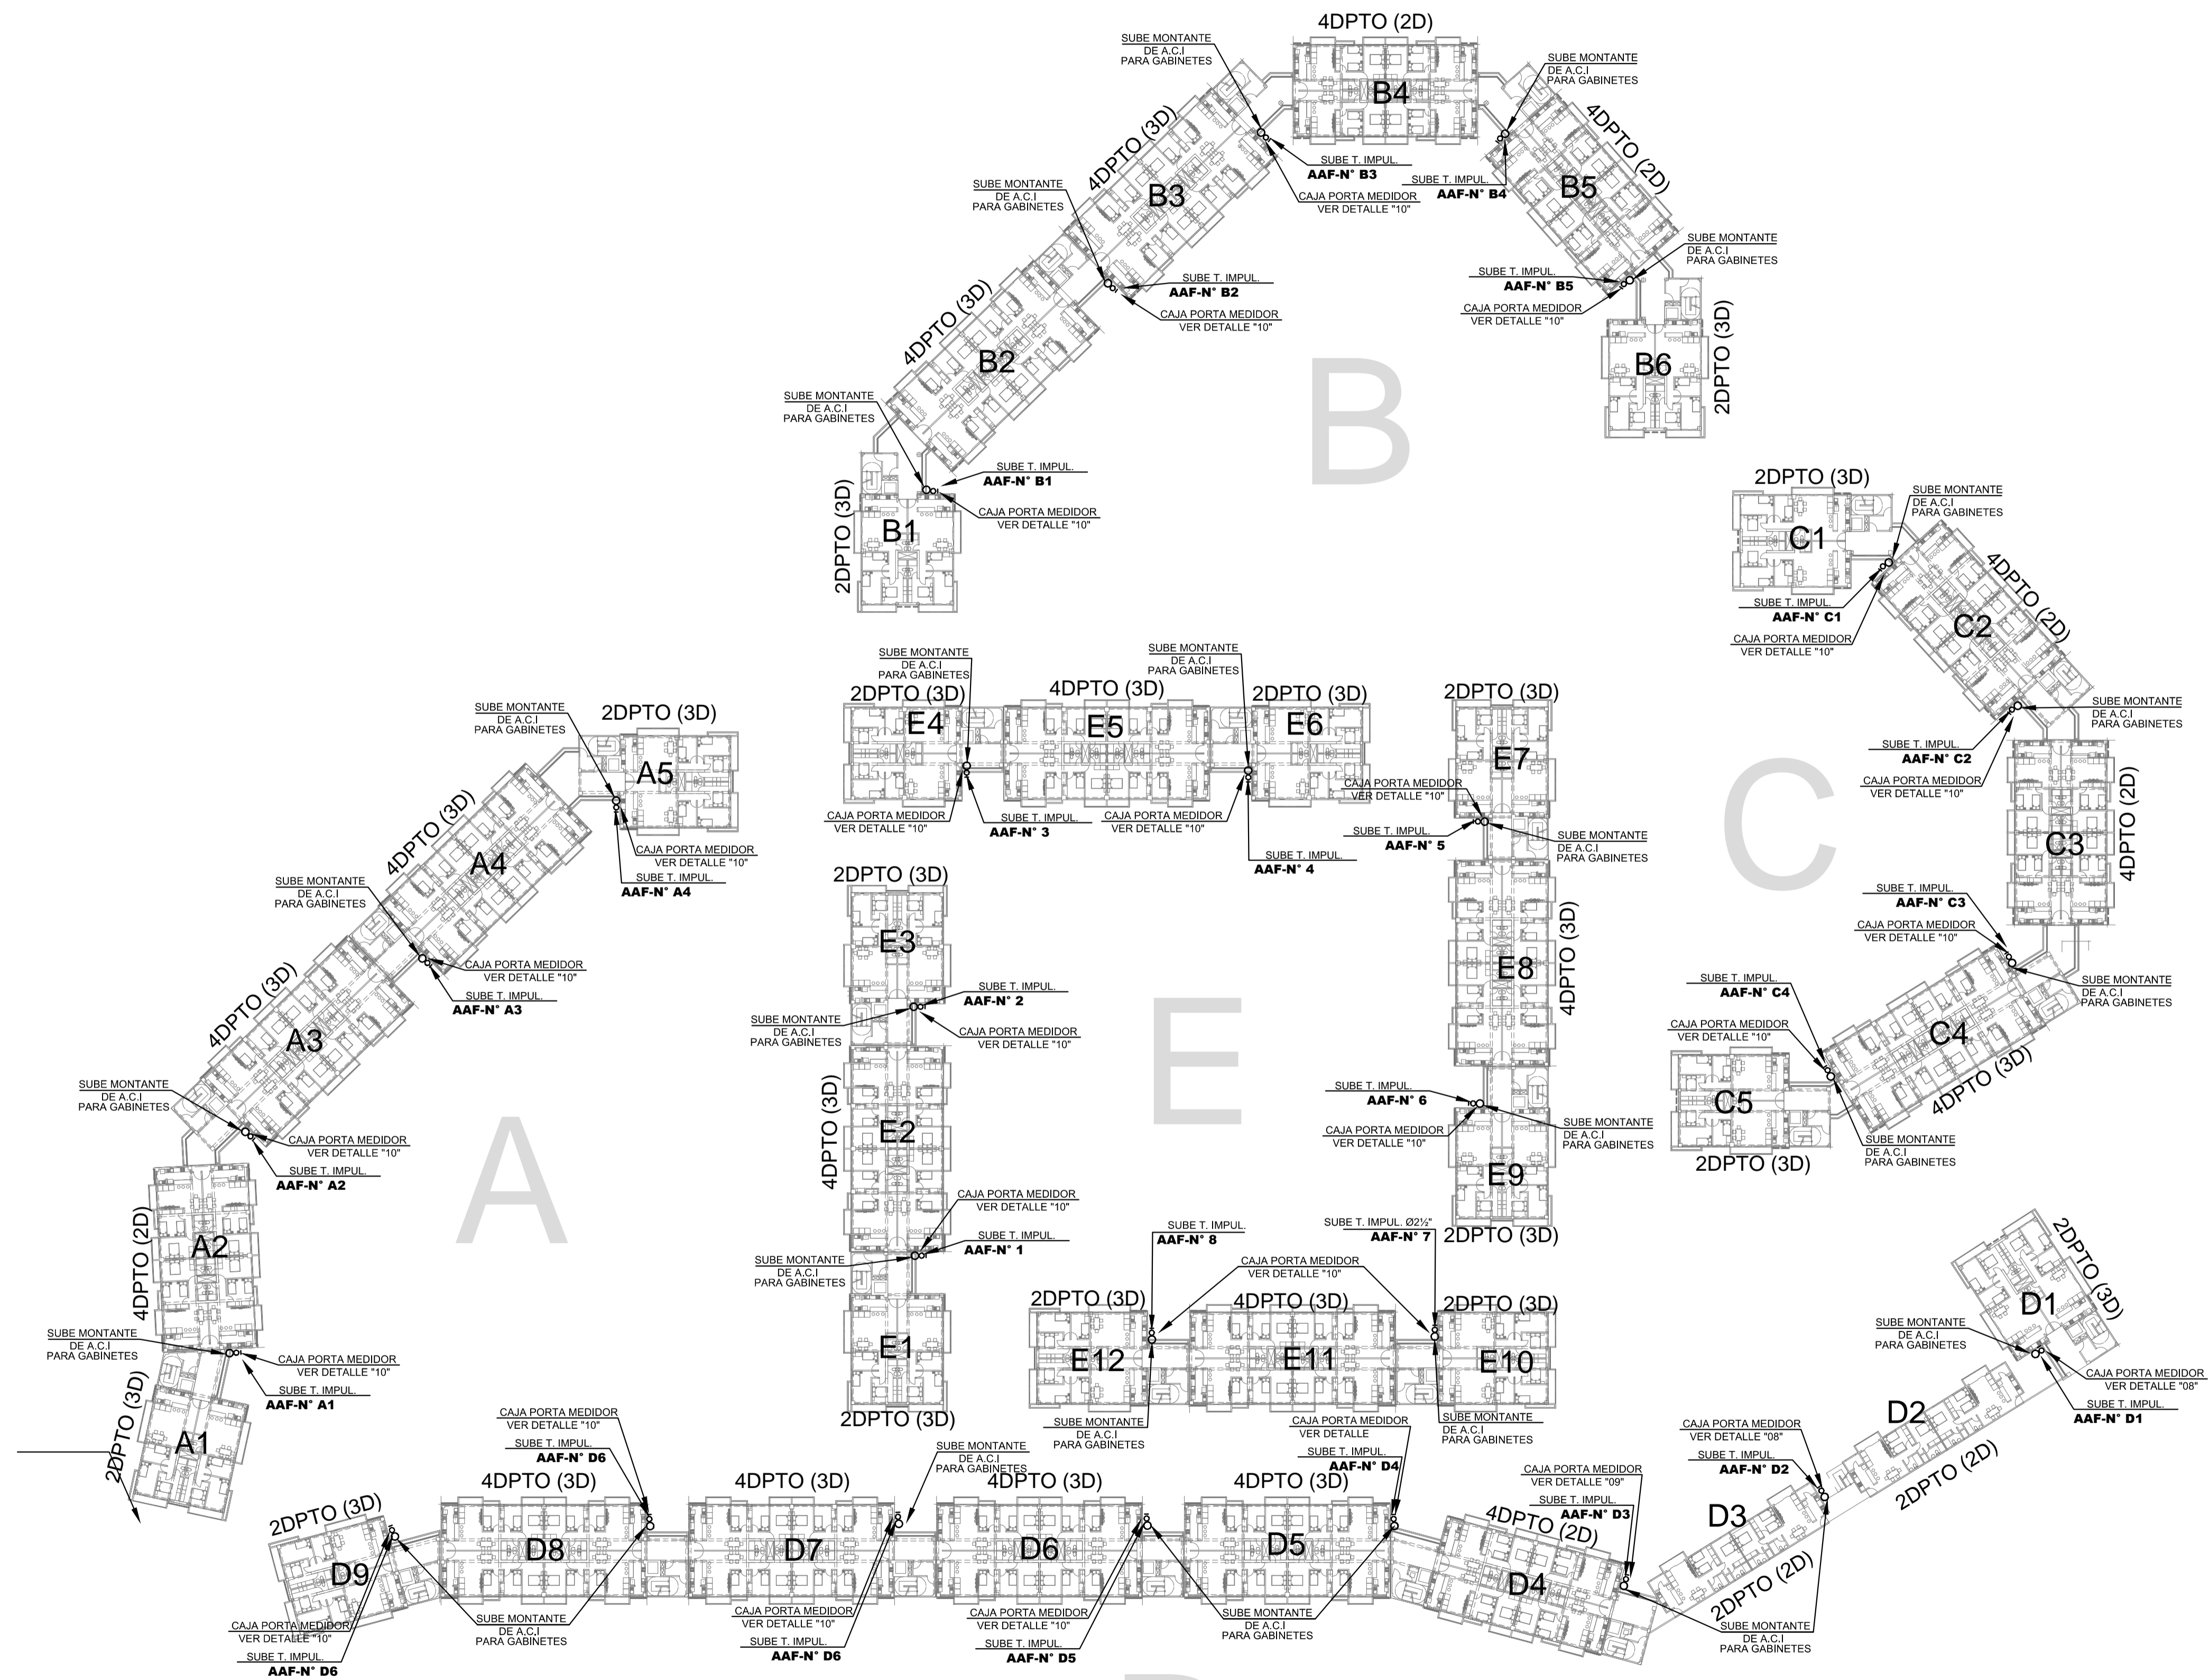 4DPTO (2D)
SUBE MONTANTE
DE A.C.I
PARA GABINETES
SUBE MONTANTE
DE A.C.I
PARA GABINETES
B4
4DPTO (3D)
4DPTO (2D)
SUBE T. IMPUL.
AAF-N° B3
SUBE T. IMPUL.
AAF-N° B4
CAJA PORTA MEDIDOR
VER DETALLE "10"
SUBE MONTANTE
DE A.C.I
PARA GABINETES
B3
B5
SUBE MONTANTE
DE A.C.I
PARA GABINETES
SUBE T. IMPUL.
AAF-N° B2
CAJA PORTA MEDIDOR
VER DETALLE "10"
SUBE T. IMPUL.
AAF-N° B5
CAJA PORTA MEDIDOR
VER DETALLE "10"
4DPTO (3D)
B2
B6
2DPTO (3D)
SUBE MONTANTE
DE A.C.I
PARA GABINETES
B
SUBE T. IMPUL.
AAF-N° B1
CAJA PORTA MEDIDOR
VER DETALLE "10"
2DPTO (3D)
B1
2DPTO (3D)
SUBE MONTANTE
DE A.C.I
PARA GABINETES
C1
4DPTO (2D)
SUBE T. IMPUL.
AAF-N° C1
CAJA PORTA MEDIDOR
VER DETALLE "10"
C2
SUBE MONTANTE
DE A.C.I
PARA GABINETES
SUBE T. IMPUL.
AAF-N° C2
CAJA PORTA MEDIDOR
VER DETALLE "10"
C
C3
4DPTO (2D)
SUBE T. IMPUL.
AAF-N° C3
CAJA PORTA MEDIDOR
VER DETALLE "10"
SUBE MONTANTE
DE A.C.I
PARA GABINETES
SUBE T. IMPUL.
AAF-N° C4
CAJA PORTA MEDIDOR
VER DETALLE "10"
C4
4DPTO (3D)
C5
2DPTO (3D)
SUBE MONTANTE
DE A.C.I
PARA GABINETES
SUBE MONTANTE
DE A.C.I
PARA GABINETES
SUBE MONTANTE
DE A.C.I
PARA GABINETES
2DPTO (3D)
4DPTO (3D)
2DPTO (3D)
2DPTO (3D)
E4
E5
E6
E7
CAJA PORTA MEDIDOR
VER DETALLE "10"
SUBE T. IMPUL.
AAF-N° 3
CAJA PORTA MEDIDOR
VER DETALLE "10"
SUBE T. IMPUL.
AAF-N° 4
CAJA PORTA MEDIDOR
VER DETALLE "10"
SUBE T. IMPUL.
AAF-N° 5
SUBE MONTANTE
DE A.C.I
PARA GABINETES
2DPTO (3D)
E3
SUBE T. IMPUL.
AAF-N° 2
SUBE MONTANTE
DE A.C.I
PARA GABINETES
CAJA PORTA MEDIDOR
VER DETALLE "10"
E
E8
4DPTO (3D)
4DPTO (3D)
E2
SUBE T. IMPUL.
AAF-N° 6
CAJA PORTA MEDIDOR
VER DETALLE "10"
SUBE MONTANTE
DE A.C.I
PARA GABINETES
E9
2DPTO (3D)
CAJA PORTA MEDIDOR
VER DETALLE "10"
SUBE T. IMPUL.
AAF-N° 1
SUBE MONTANTE
DE A.C.I
PARA GABINETES
E1
2DPTO (3D)
SUBE T. IMPUL.
AAF-N° 8
SUBE T. IMPUL. Ø2½"
AAF-N° 7
CAJA PORTA MEDIDOR
VER DETALLE "10"
2DPTO (3D)
4DPTO (3D)
2DPTO (3D)
E12
E11
E10
SUBE MONTANTE
DE A.C.I
PARA GABINETES
SUBE MONTANTE
DE A.C.I
PARA GABINETES
SUBE MONTANTE
DE A.C.I
PARA GABINETES
2DPTO (3D)
A5
4DPTO (3D)
A4
CAJA PORTA MEDIDOR
VER DETALLE "10"
SUBE T. IMPUL.
AAF-N° A4
SUBE MONTANTE
DE A.C.I
PARA GABINETES
CAJA PORTA MEDIDOR
VER DETALLE "10"
SUBE T. IMPUL.
AAF-N° A3
4DPTO (3D)
A3
SUBE MONTANTE
DE A.C.I
PARA GABINETES
CAJA PORTA MEDIDOR
VER DETALLE "10"
SUBE T. IMPUL.
AAF-N° A2
A
4DPTO (2D)
A2
SUBE MONTANTE
DE A.C.I
PARA GABINETES
CAJA PORTA MEDIDOR
VER DETALLE "10"
SUBE T. IMPUL.
AAF-N° A1
2DPTO (3D)
A1
2DPTO (3D)
D1
SUBE MONTANTE
DE A.C.I
PARA GABINETES
CAJA PORTA MEDIDOR
VER DETALLE "08"
SUBE T. IMPUL.
AAF-N° D1
D2
2DPTO (2D)
CAJA PORTA MEDIDOR
VER DETALLE "08"
SUBE T. IMPUL.
AAF-N° D2
D3
2DPTO (2D)
CAJA PORTA MEDIDOR
VER DETALLE "09"
SUBE T. IMPUL.
AAF-N° D3
SUBE MONTANTE
DE A.C.I
PARA GABINETES
4DPTO (2D)
D4
CAJA PORTA MEDIDOR
VER DETALLE
SUBE T. IMPUL.
AAF-N° D4
4DPTO (3D)
D5
SUBE MONTANTE
DE A.C.I
PARA GABINETES
SUBE MONTANTE
DE A.C.I
PARA GABINETES
4DPTO (3D)
D6
CAJA PORTA MEDIDOR
VER DETALLE "10"
SUBE T. IMPUL.
AAF-N° D5
4DPTO (3D)
D7
CAJA PORTA MEDIDOR
VER DETALLE "10"
SUBE T. IMPUL.
AAF-N° D6
CAJA PORTA MEDIDOR
VER DETALLE "10"
SUBE T. IMPUL.
AAF-N° D6
4DPTO (3D)
D8
SUBE MONTANTE
DE A.C.I
PARA GABINETES
2DPTO (3D)
D9
CAJA PORTA MEDIDOR
VER DETALLE "10"
SUBE T. IMPUL.
AAF-N° D6